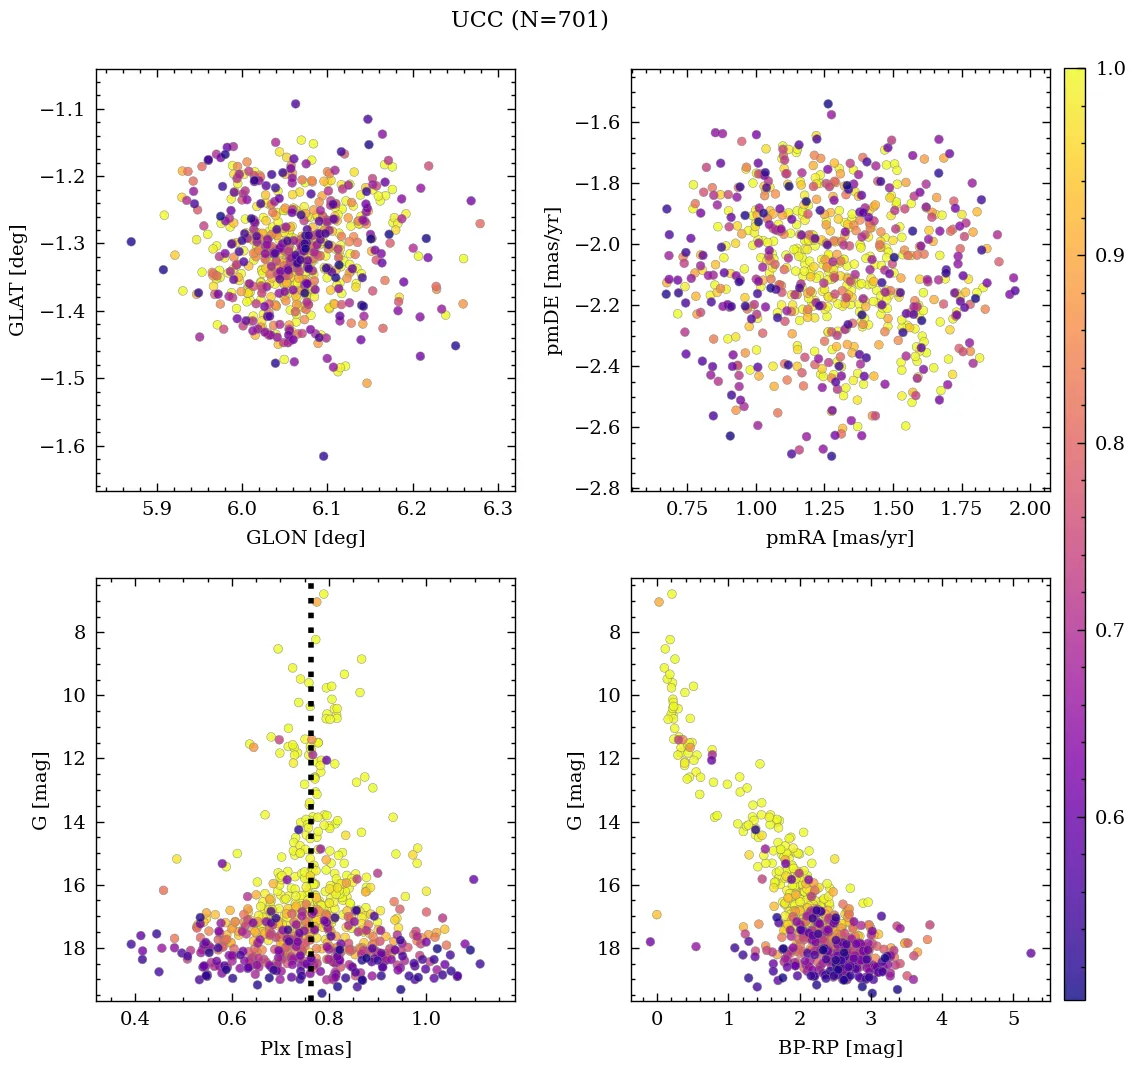 UCC (N=701)
−1.1
−1.2
−1.3
−1.4
−1.5
−1.6
GLAT [deg]
5.9 6.0 6.1 6.2 6.3
GLON [deg]
−1.6
−1.8
−2.0
−2.2
−2.4
−2.6
−2.8
pmDE [mas/yr]
0.75 1.00 1.25 1.50 1.75 2.00
pmRA [mas/yr]
1.0
0.9
0.8
0.7
0.6
8
10
12
14
16
18
G [mag]
0.4 0.6 0.8 1.0
Plx [mas]
8
10
12
14
16
18
G [mag]
0 1 2 3 4 5
BP-RP [mag]